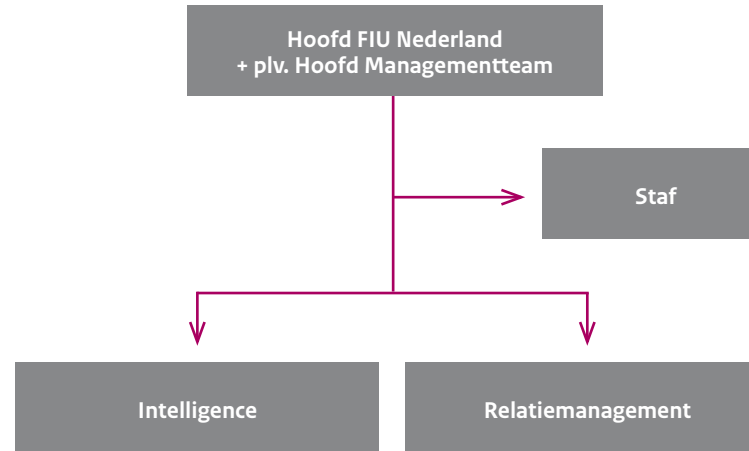 Hoofd FIU Nederland
+ plv. Hoofd Managementteam
Staf
Intelligence
Relatiemanagement